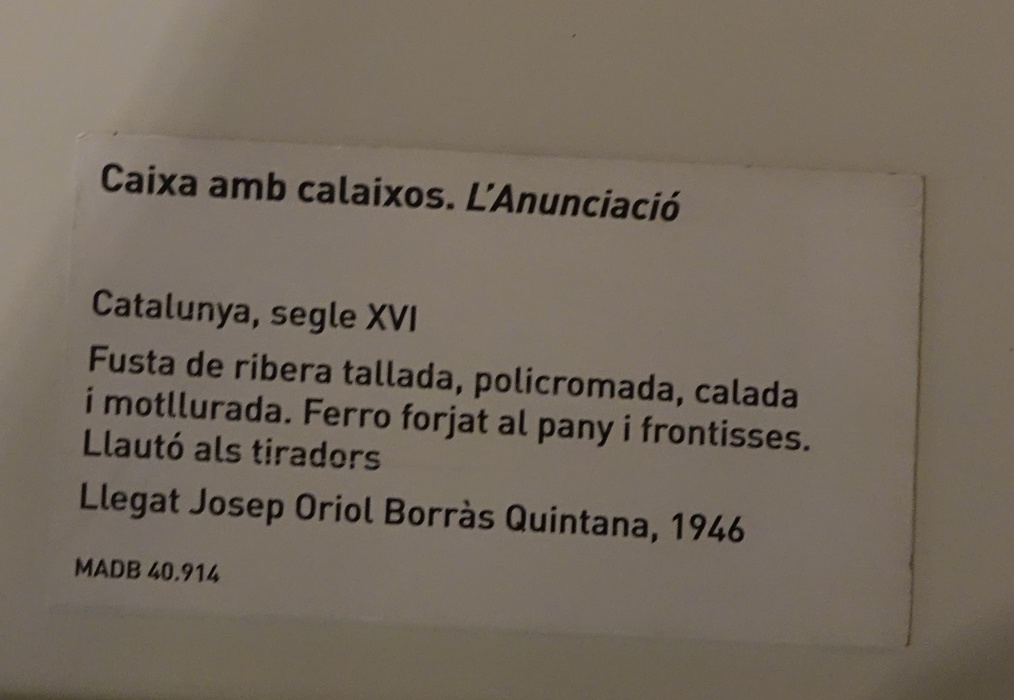 Caixa amb calaixos. L'Anunciació
Catalunya, segle XVI
Fusta de ribera tallada, policromada, calada
i motllurada. Ferro forjat al pany i frontisses.
Llautó als tiradors
Llegat Josep Oriol Borràs Quintana, 1946
MADB 40.914